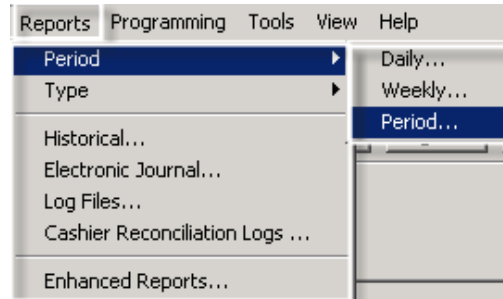 Reports Programming Tools View Help
Period Daily...
Type Weekly...
Period...
Historical...
Electronic Journal...
Log Files...
Cashier Reconciliation Logs ...
Enhanced Reports...